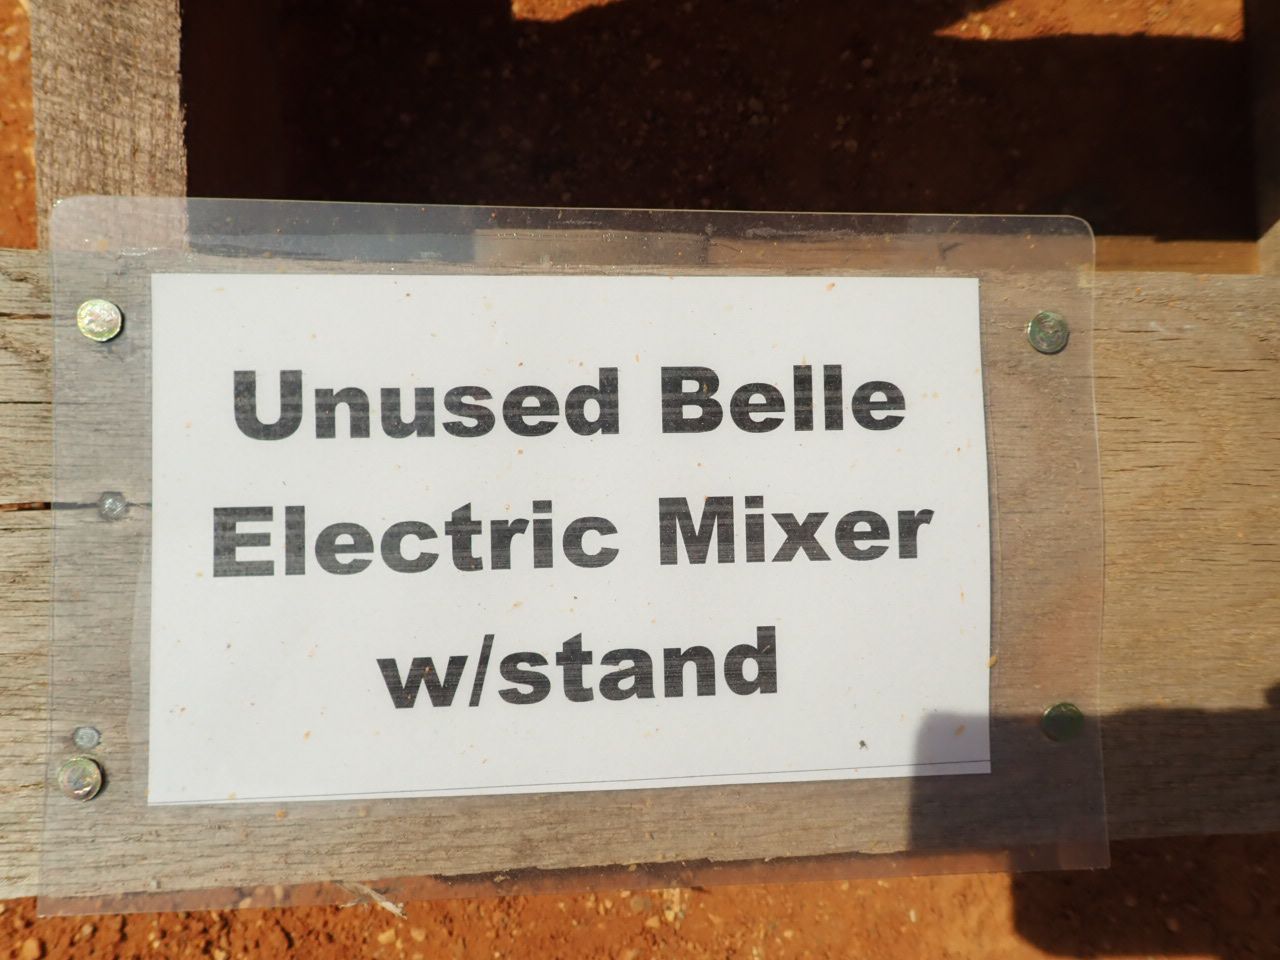 Unused Belle
Electric Mixer
w/stand